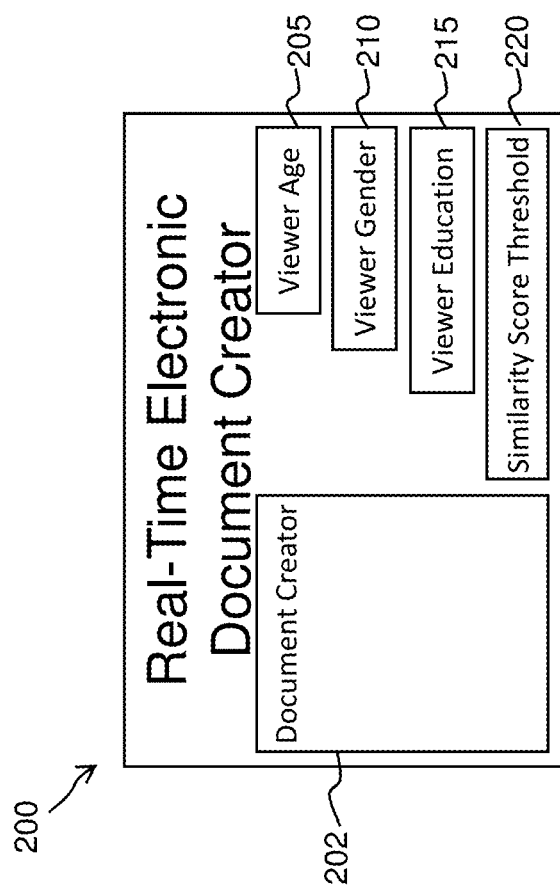 200
Real-Time Electronic
Document Creator
202
Document Creator
Viewer Age
205
Viewer Gender
210
Viewer Education
215
Similarity Score Threshold
220